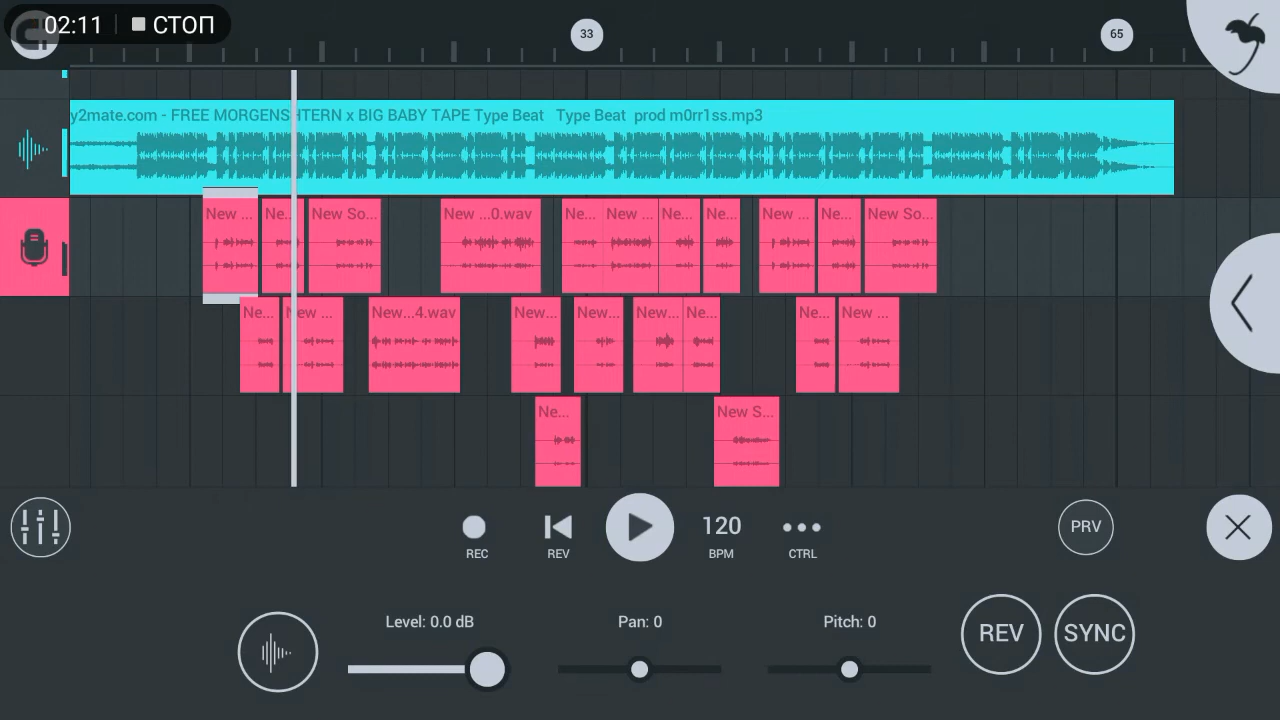 02:11 СТОП
33
65
y2mate.com - FREE MORGENSHTERN x BIG BABY TAPE Type Beat Type Beat prod m0rr1ss.mp3
New ... Ne... New So... New ...0.wav Ne... New ... Ne... Ne... New ... Ne... New So...
Ne... New ... New...4.wav New... New... New... Ne... Ne... New ...
Ne... New S...
120
PRV
REC REV BPM CTRL
Level: 0.0 dB Pan: 0 Pitch: 0
REV SYNC